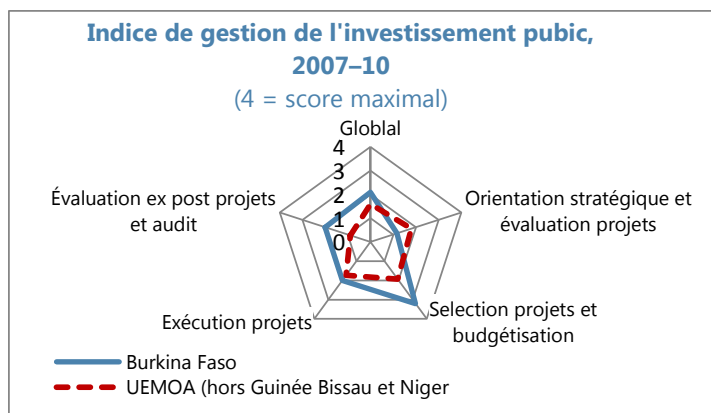 Indice de gestion de l'investissement pubic,
2007–10
(4 = score maximal)
Globlal
4
3
2
1
0
Évaluation ex post projets
et audit
Orientation stratégique et
évaluation projets
Exécution projets
Selection projets et
budgétisation
Burkina Faso
UEMOA (hors Guinée Bissau et Niger